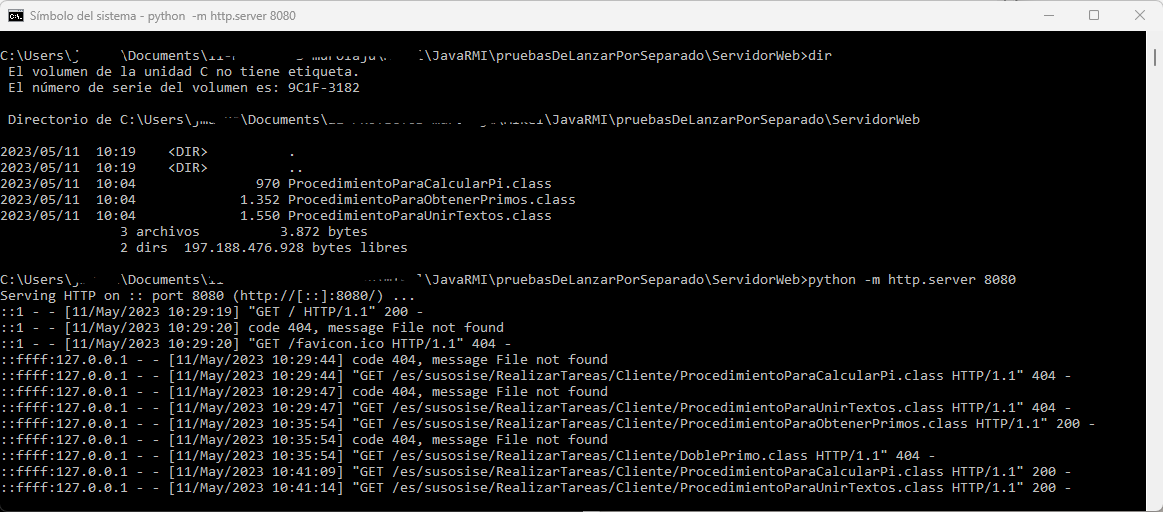 Símbolo del sistema - python -m http.server 8080
C:\Users\ \Documents\ \JavaRMI\pruebasDeLanzarPorSeparado\ServidorWeb>dir
El volumen de la unidad C no tiene etiqueta.
El número de serie del volumen es: 9C1F-3182
Directorio de C:\Users\ \Documents\ \JavaRMI\pruebasDeLanzarPorSeparado\ServidorWeb
2023/05/11 10:19 <DIR> .
2023/05/11 10:19 <DIR> ..
2023/05/11 10:04 970 ProcedimientoParaCalcularPi.class
2023/05/11 10:04 1.352 ProcedimientoParaObtenerPrimos.class
2023/05/11 10:04 1.550 ProcedimientoParaUnirTextos.class
3 archivos 3.872 bytes
2 dirs 197.188.476.928 bytes libres
C:\Users\ \Documents\ \JavaRMI\pruebasDeLanzarPorSeparado\ServidorWeb>python -m http.server 8080
Serving HTTP on :: port 8080 (http://[::]:8080/) ...
::1 - - [11/May/2023 10:29:19] "GET / HTTP/1.1" 200 -
::1 - - [11/May/2023 10:29:20] code 404, message File not found
::1 - - [11/May/2023 10:29:20] "GET /favicon.ico HTTP/1.1" 404 -
::ffff:127.0.0.1 - - [11/May/2023 10:29:44] code 404, message File not found
::ffff:127.0.0.1 - - [11/May/2023 10:29:44] "GET /es/susosise/RealizarTareas/Cliente/ProcedimientoParaCalcularPi.class HTTP/1.1" 404 -
::ffff:127.0.0.1 - - [11/May/2023 10:29:47] code 404, message File not found
::ffff:127.0.0.1 - - [11/May/2023 10:29:47] "GET /es/susosise/RealizarTareas/Cliente/ProcedimientoParaUnirTextos.class HTTP/1.1" 404 -
::ffff:127.0.0.1 - - [11/May/2023 10:35:54] "GET /es/susosise/RealizarTareas/Cliente/ProcedimientoParaObtenerPrimos.class HTTP/1.1" 200 -
::ffff:127.0.0.1 - - [11/May/2023 10:35:54] code 404, message File not found
::ffff:127.0.0.1 - - [11/May/2023 10:35:54] "GET /es/susosise/RealizarTareas/Cliente/DoblePrimo.class HTTP/1.1" 404 -
::ffff:127.0.0.1 - - [11/May/2023 10:41:09] "GET /es/susosise/RealizarTareas/Cliente/ProcedimientoParaCalcularPi.class HTTP/1.1" 200 -
::ffff:127.0.0.1 - - [11/May/2023 10:41:14] "GET /es/susosise/RealizarTareas/Cliente/ProcedimientoParaUnirTextos.class HTTP/1.1" 200 -